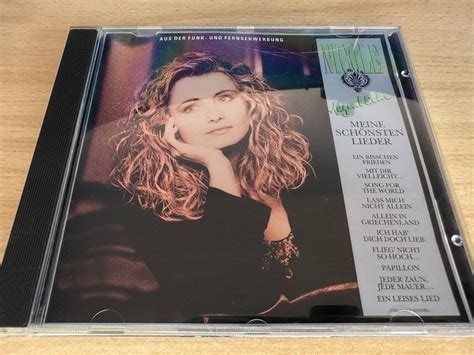 AUS DER FUNK- UND FERNSEHWERBUNG
NICOLE
Augenblicke
MEINE
SCHÖNSTEN
LIEDER
EIN BISSCHEN
FRIEDEN
MIT DIR
VIELLEICHT...
SONG FOR
THE WORLD
LASS MICH
NICHT ALLEIN
ALLEIN IN
GRIECHENLAND
ICH HAB'
DICH DOCH LIEB
FLIEG' NICHT
SO HOCH...
PAPILLON
JEDER ZAUN,
JEDE MAUER...
EIN LEISES LIED